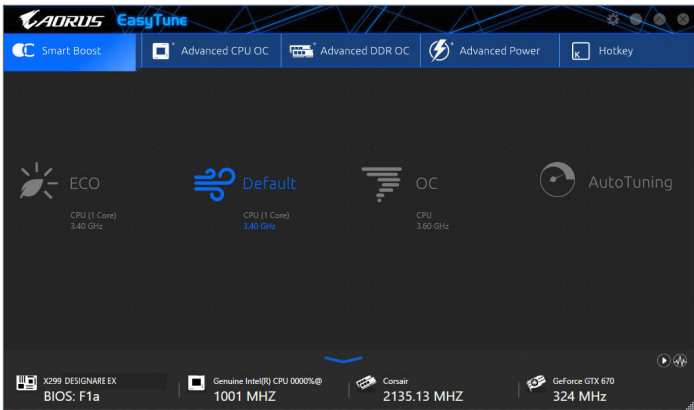 AORUS EasyTune
Smart Boost
Advanced CPU OC
Advanced DDR OC
Advanced Power
K
Hotkey
ECO
Default
OC
AutoTuning
CPU (1 Core)
3.40 GHz
CPU (1 Core)
3.40 GHz
CPU
3.60 GHz
X299 DESIGNARE EX
BIOS: F1a
Genuine Intel(R) CPU 0000%@
1001 MHZ
Corsair
2135.13 MHZ
GeForce GTX 670
324 MHz